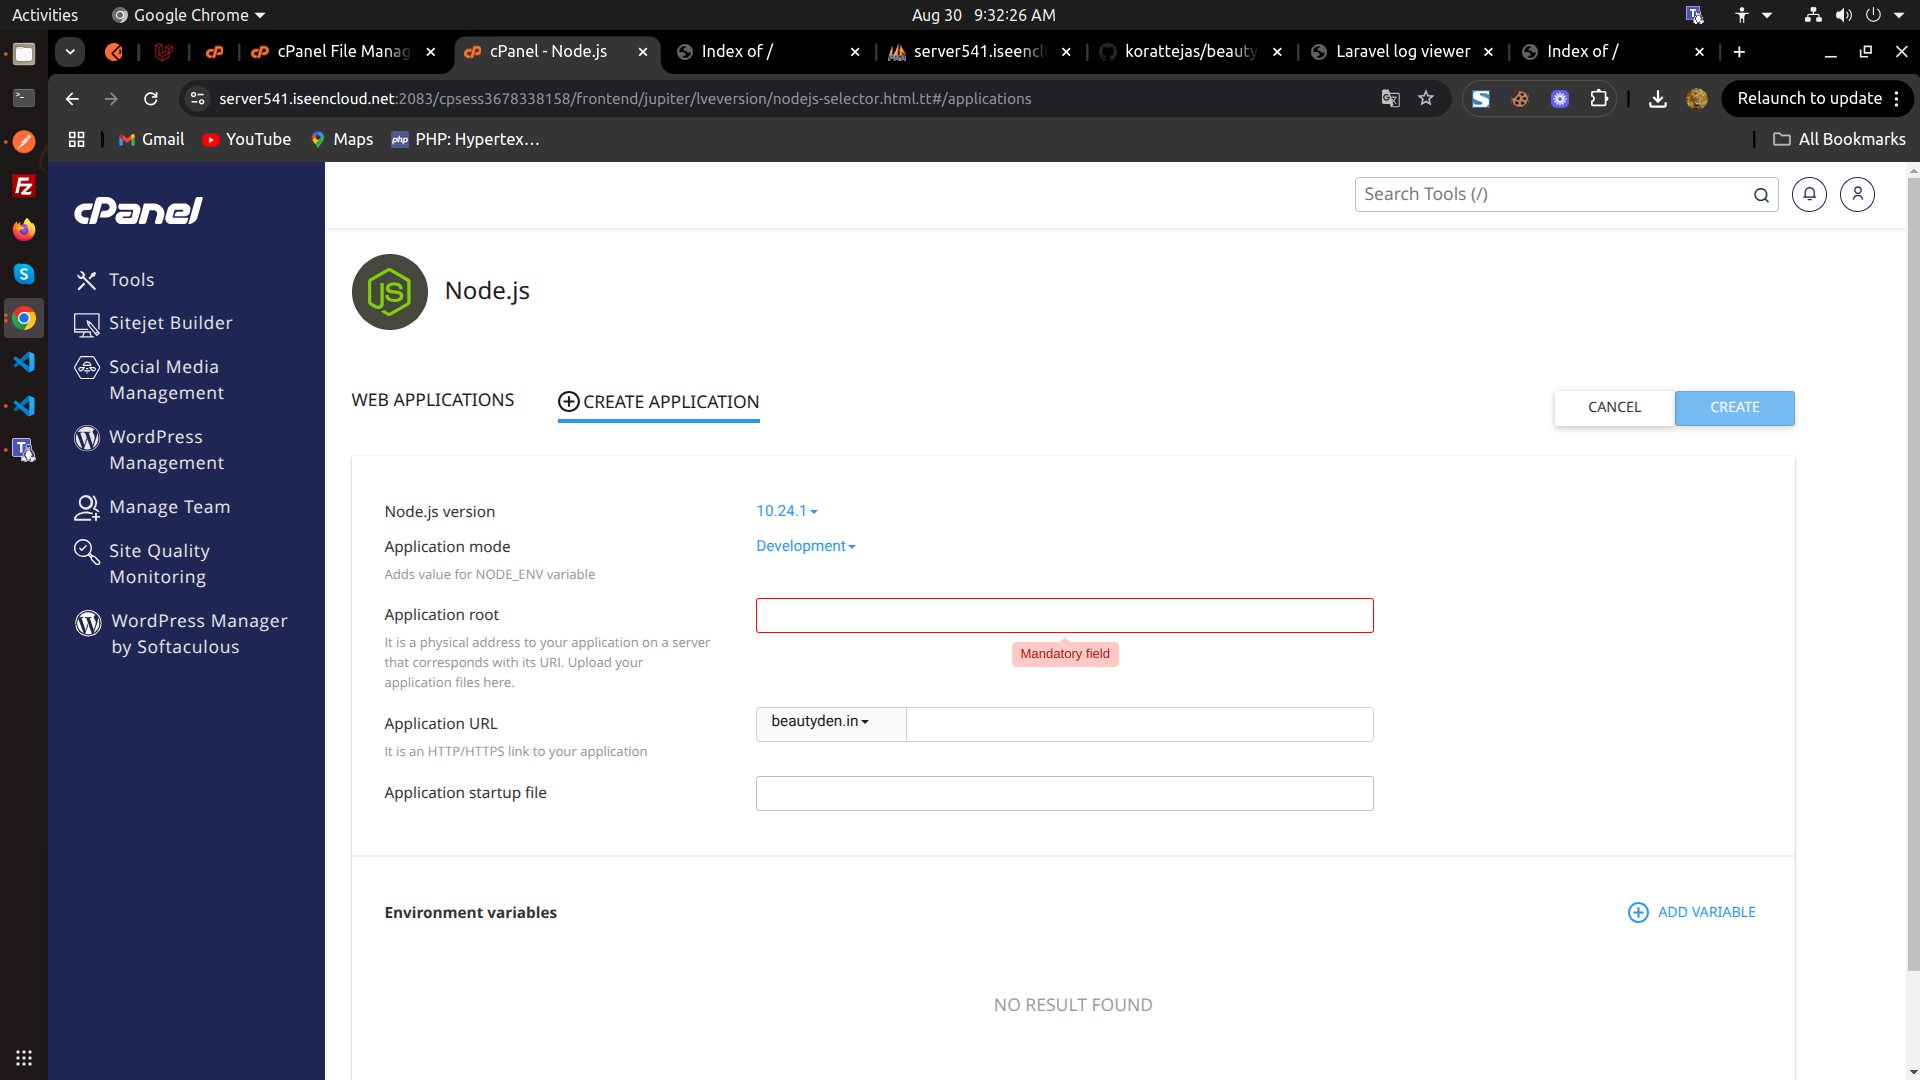 Activities
Google Chrome
Aug 30 9:32:26 AM
cPanel File Manag
cPanel - Node.js
Index of /
server541.iseencl
korattejas/beauty
Laravel log viewer
Index of /
server541.iseencloud.net:2083/cpsess3678338158/frontend/jupiter/lveversion/nodejs-selector.html.tt#/applications
Relaunch to update
Gmail
YouTube
Maps
php
PHP: Hypertex...
All Bookmarks
cPanel
Search Tools (/)
Tools
Sitejet Builder
Social Media
Management
WordPress
Management
Manage Team
Site Quality
Monitoring
WordPress Manager
by Softaculous
JS
Node.js
WEB APPLICATIONS
CREATE APPLICATION
CANCEL
CREATE
Node.js version
10.24.1
Application mode
Development
Adds value for NODE_ENV variable
Application root
It is a physical address to your application on a server
that corresponds with its URI. Upload your
application files here.
Mandatory field
Application URL
beautyden.in
It is an HTTP/HTTPS link to your application
Application startup file
Environment variables
ADD VARIABLE
NO RESULT FOUND